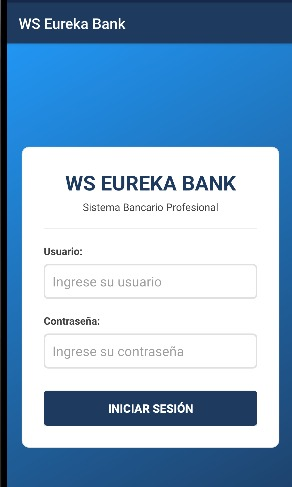 WS Eureka Bank
WS EUREKA BANK
Sistema Bancario Profesional
Usuario:
Ingrese su usuario
Contraseña:
Ingrese su contraseña
INICIAR SESIÓN